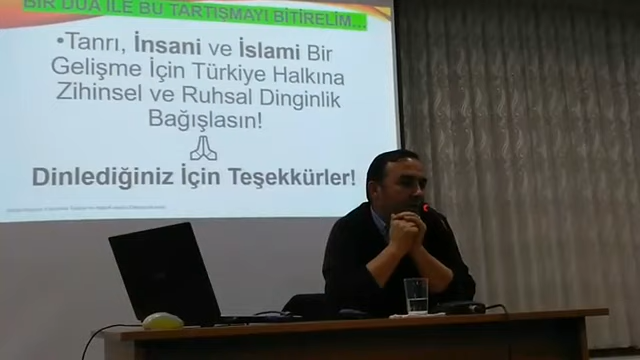 BİR DUA İLE BU TARTIŞMAYI BİTİRELİM...
•Tanrı, İnsani ve İslami Bir
Gelişme İçin Türkiye Halkına
Zihinsel ve Ruhsal Dinginlik
Bağışlasın!
Dinlediğiniz İçin Teşekkürler!